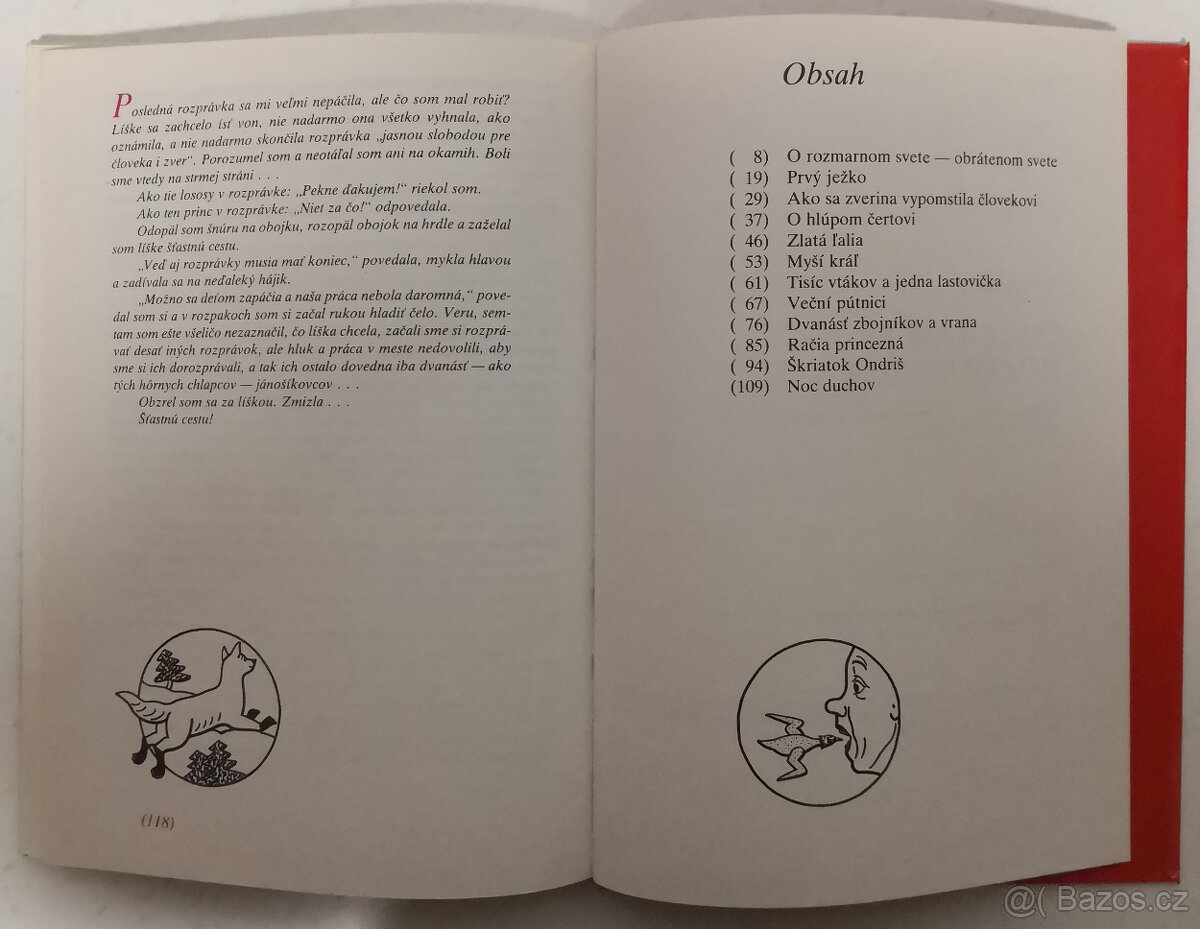 Posledná rozprávka sa mi veľmi nepáčila, ale čo som mal robiť?
Líške sa zachcelo ísť von, nie nadarmo ona všetko vyhnala, ako
oznámila, a nie nadarmo skončila rozprávka „jasnou slobodou pre
človeka i zver“. Porozumel som a neotáľal som ani na okamih. Boli
sme vtedy na strmej stráni . . .
Ako tie lososy v rozprávke: „Pekne ďakujem!“ riekol som.
Ako ten princ v rozprávke: „Niet za čo!“ odpovedala.
Odopäl som šnúru na obojku, rozopäl obojok na hrdle a zaželal
som líške šťastnú cestu.
„Veď aj rozprávky musia mať koniec,“ povedala, mykla hlavou
a zadívala sa na neďaleký hájik.
„Možno sa deťom zapáčia a naša práca nebola daromná,“ pove-
dal som si a v rozpakoch som si začal rukou hladiť čelo. Veru, sem-
tam som ešte všeličo nezaznačil, čo líška chcela, začali sme si rozprá-
vať desať iných rozprávok, ale hluk a práca v meste nedovolili, aby
sme si ich dorozprávali, a tak ich ostalo dovedna iba dvanásť — ako
tých hôrnych chlapcov — jánošíkovcov . . .
Obzrel som sa za líškou. Zmizla . . .
Šťastnú cestu!
(118)
Obsah
( 8) O rozmarnom svete — obrátenom svete
( 19) Prvý ježko
( 29) Ako sa zverina vypomstila človekovi
( 37) O hlúpom čertovi
( 46) Zlatá ľalia
( 53) Myší kráľ
( 61) Tisíc vtákov a jedna lastovička
( 67) Veční pútnici
( 76) Dvanásť zbojníkov a vrana
( 85) Račia princezná
( 94) Škriatok Ondriš
(109) Noc duchov
@( Bazos.cz